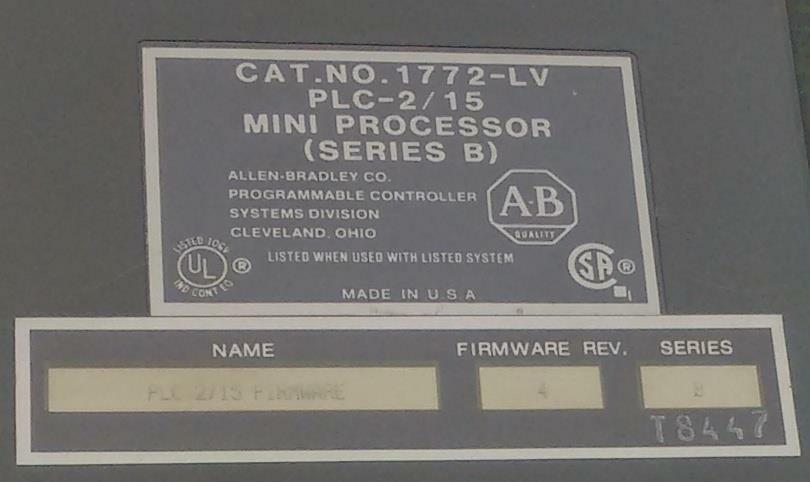 CAT.NO.1772-LV
PLC-2/15
MINI PROCESSOR
(SERIES B)
ALLEN-BRADLEY CO.
PROGRAMMABLE CONTROLLER
SYSTEMS DIVISION
CLEVELAND, OHIO
A-B
QUALITY
LISTED
UL ®
IND.CONT.EQ
LISTED WHEN USED WITH LISTED SYSTEM
SA ®
MADE IN U.S.A
NAME FIRMWARE REV. SERIES
PLC 2/15 FIRMWARE 4 B
T8447